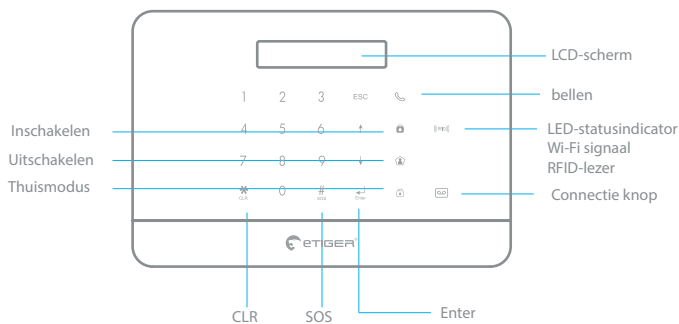 LCD-scherm
1 2 3 ESC
bellen
Inschakelen
4 5 6
LED-statusindicator
Wi-Fi signaal
RFID-lezer
Uitschakelen
7 8 9
Thuismodus
* 0 #
CLR SOS Enter
Connectie knop
eTIGER
CLR SOS Enter